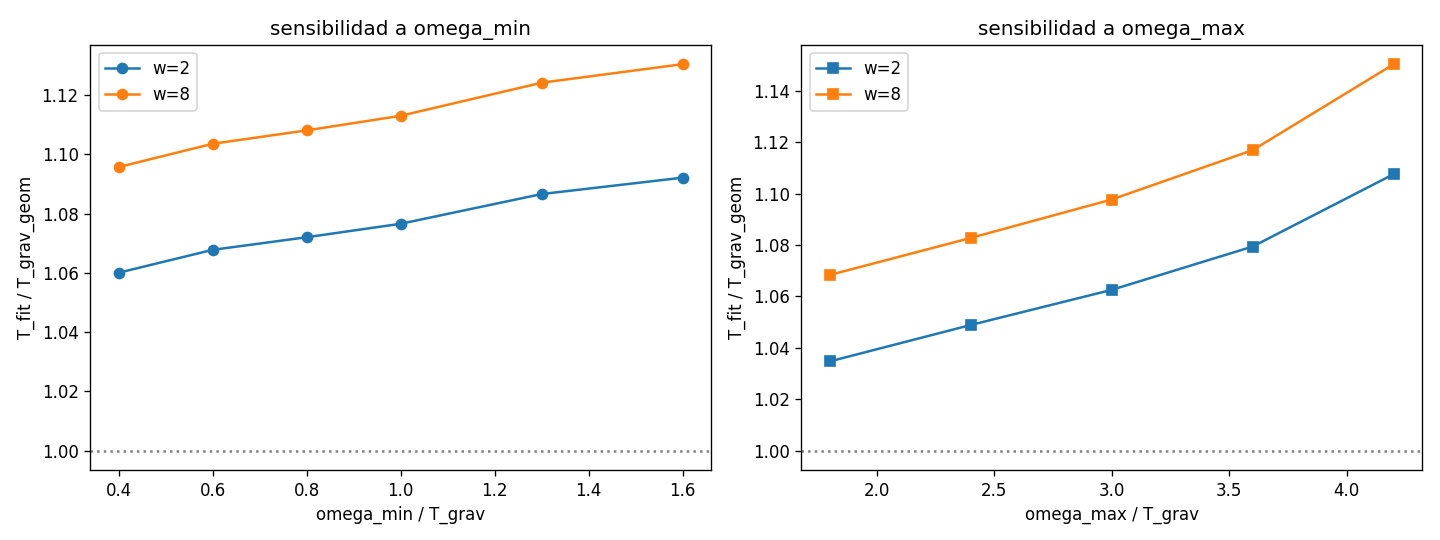 sensibilidad a omega_min
w=2
w=8
T_fit / T_grav_geom
1.12
1.10
1.08
1.06
1.04
1.02
1.00
0.4 0.6 0.8 1.0 1.2 1.4 1.6
omega_min / T_grav
sensibilidad a omega_max
w=2
w=8
T_fit / T_grav_geom
1.14
1.12
1.10
1.08
1.06
1.04
1.02
1.00
2.0 2.5 3.0 3.5 4.0
omega_max / T_grav